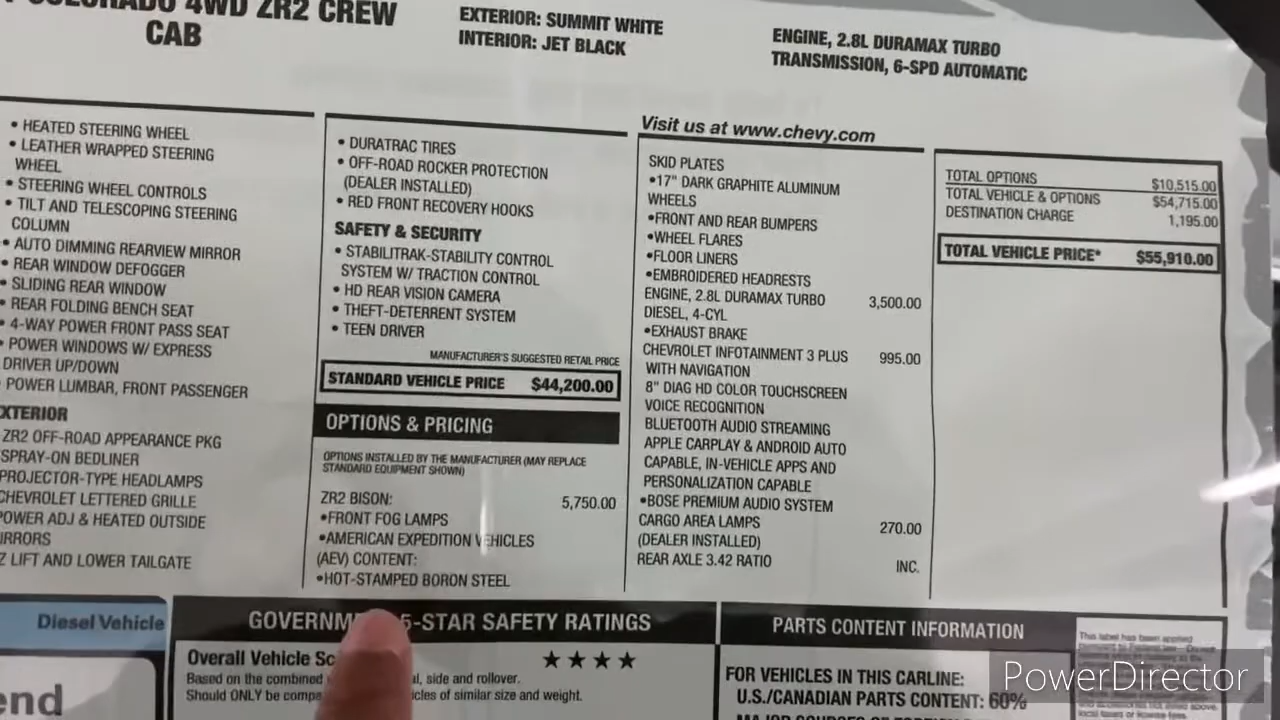 COLORADO 4WD ZR2 CREW
CAB
EXTERIOR: SUMMIT WHITE
INTERIOR: JET BLACK
ENGINE, 2.8L DURAMAX TURBO
TRANSMISSION, 6-SPD AUTOMATIC
• HEATED STEERING WHEEL
• LEATHER WRAPPED STEERING
WHEEL
• STEERING WHEEL CONTROLS
• TILT AND TELESCOPING STEERING
COLUMN
• AUTO DIMMING REARVIEW MIRROR
• REAR WINDOW DEFOGGER
• SLIDING REAR WINDOW
• REAR FOLDING BENCH SEAT
• 4-WAY POWER FRONT PASS SEAT
• POWER WINDOWS W/ EXPRESS
DRIVER UP/DOWN
POWER LUMBAR, FRONT PASSENGER
XTERIOR
ZR2 OFF-ROAD APPEARANCE PKG
SPRAY-ON BEDLINER
PROJECTOR-TYPE HEADLAMPS
CHEVROLET LETTERED GRILLE
POWER ADJ & HEATED OUTSIDE
IRRORS
Z LIFT AND LOWER TAILGATE
• DURATRAC TIRES
• OFF-ROAD ROCKER PROTECTION
(DEALER INSTALLED)
• RED FRONT RECOVERY HOOKS
SAFETY & SECURITY
• STABILITRAK-STABILITY CONTROL
SYSTEM W/ TRACTION CONTROL
• HD REAR VISION CAMERA
• THEFT-DETERRENT SYSTEM
• TEEN DRIVER
MANUFACTURER'S SUGGESTED RETAIL PRICE
STANDARD VEHICLE PRICE $44,200.00
OPTIONS & PRICING
OPTIONS INSTALLED BY THE MANUFACTURER (MAY REPLACE
STANDARD EQUIPMENT SHOWN)
ZR2 BISON: 5,750.00
•FRONT FOG LAMPS
•AMERICAN EXPEDITION VEHICLES
(AEV) CONTENT:
•HOT-STAMPED BORON STEEL
Visit us at www.chevy.com
SKID PLATES
•17" DARK GRAPHITE ALUMINUM
WHEELS
•FRONT AND REAR BUMPERS
•WHEEL FLARES
•FLOOR LINERS
•EMBROIDERED HEADRESTS
ENGINE, 2.8L DURAMAX TURBO 3,500.00
DIESEL, 4-CYL
•EXHAUST BRAKE
CHEVROLET INFOTAINMENT 3 PLUS 995.00
WITH NAVIGATION
8" DIAG HD COLOR TOUCHSCREEN
VOICE RECOGNITION
BLUETOOTH AUDIO STREAMING
APPLE CARPLAY & ANDROID AUTO
CAPABLE, IN-VEHICLE APPS AND
PERSONALIZATION CAPABLE
•BOSE PREMIUM AUDIO SYSTEM
CARGO AREA LAMPS 270.00
(DEALER INSTALLED)
REAR AXLE 3.42 RATIO INC.
TOTAL OPTIONS $10,515.00
TOTAL VEHICLE & OPTIONS $54,715.00
DESTINATION CHARGE 1,195.00
TOTAL VEHICLE PRICE* $55,910.00
Diesel Vehicle
end
GOVERNM 5-STAR SAFETY RATINGS
Overall Vehicle Sc ★★★★
Based on the combined al, side and rollover.
Should ONLY be compa icles of similar size and weight.
PARTS CONTENT INFORMATION
FOR VEHICLES IN THIS CARLINE:
U.S./CANADIAN PARTS CONTENT: 60%
This label has been applied
PowerDirector